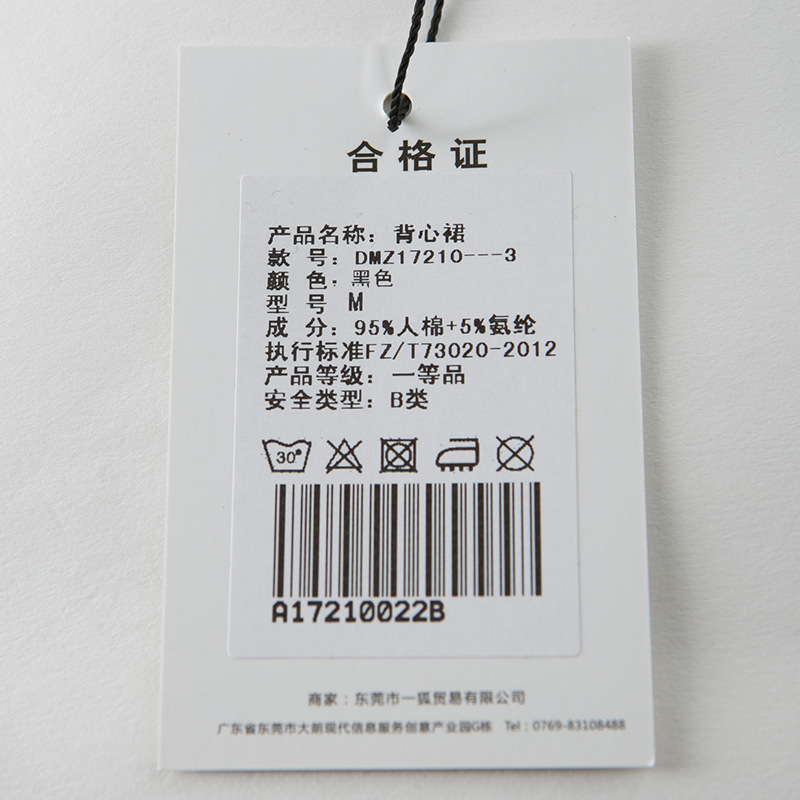 合格证
产品名称：背心裙
款 号：DMZ17210---3
颜 色：黑色
型 号 M
成 分：95%人棉+5%氨纶
执行标准FZ/T73020-2012
产品等级：一等品
安全类型：B类
30°
A17210022B
商家：东莞市一狐贸易有限公司
广东省东莞市大朗现代信息服务创意产业园G栋 Tel：0769-83108488